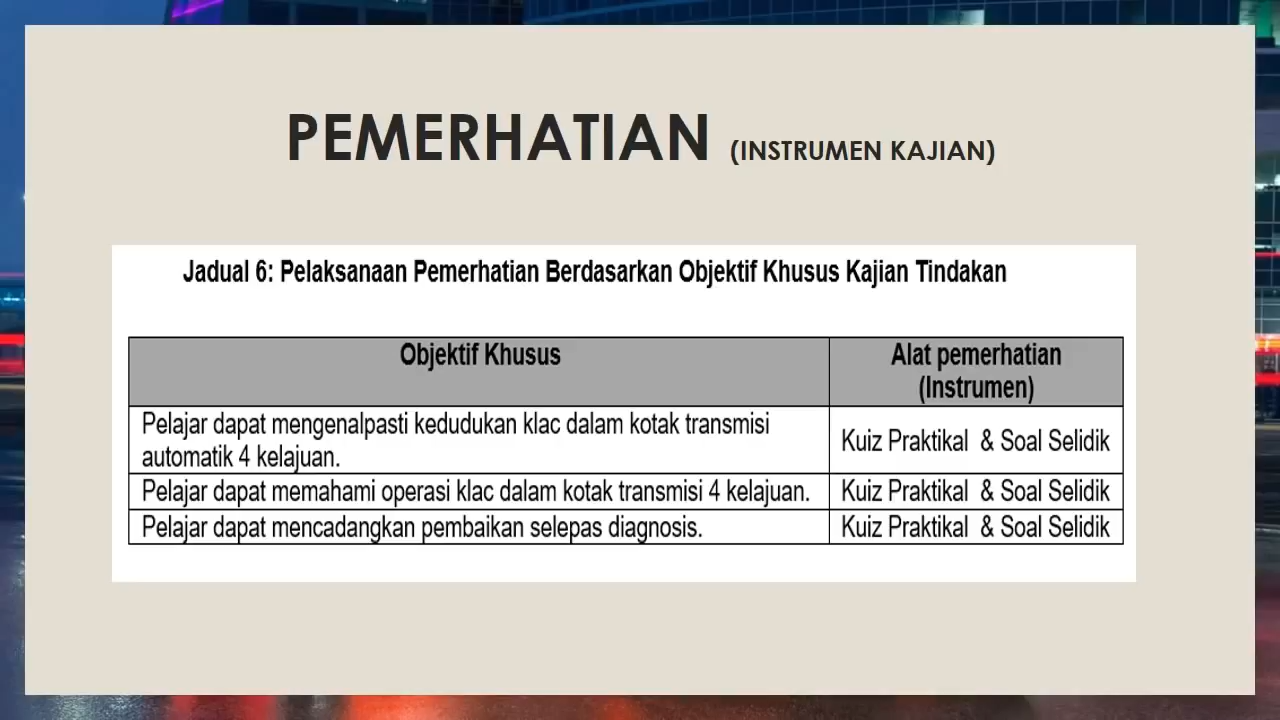 PEMERHATIAN (INSTRUMEN KAJIAN)
Jadual 6: Pelaksanaan Pemerhatian Berdasarkan Objektif Khusus Kajian Tindakan
Objektif Khusus
Alat pemerhatian
(Instrumen)
Pelajar dapat mengenalpasti kedudukan klac dalam kotak transmisi
automatik 4 kelajuan.
Kuiz Praktikal & Soal Selidik
Pelajar dapat memahami operasi klac dalam kotak transmisi 4 kelajuan.
Kuiz Praktikal & Soal Selidik
Pelajar dapat mencadangkan pembaikan selepas diagnosis.
Kuiz Praktikal & Soal Selidik